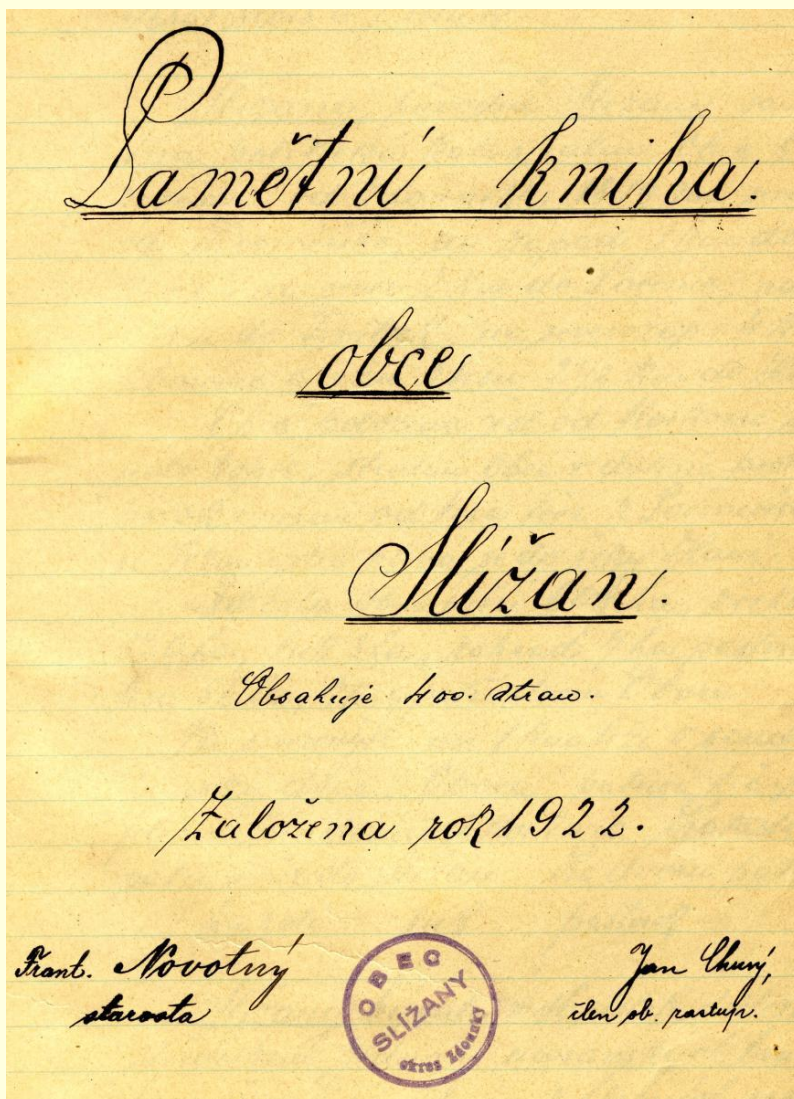 Pamětní kniha.
obce
Slížan.
Obsahuje 400. stran.
Založena rok 1922.
Frant. Novotný
starosta
OBEC
SLÍŽANY
okres Zdounky
Jan Churý,
člen ob. zastup.